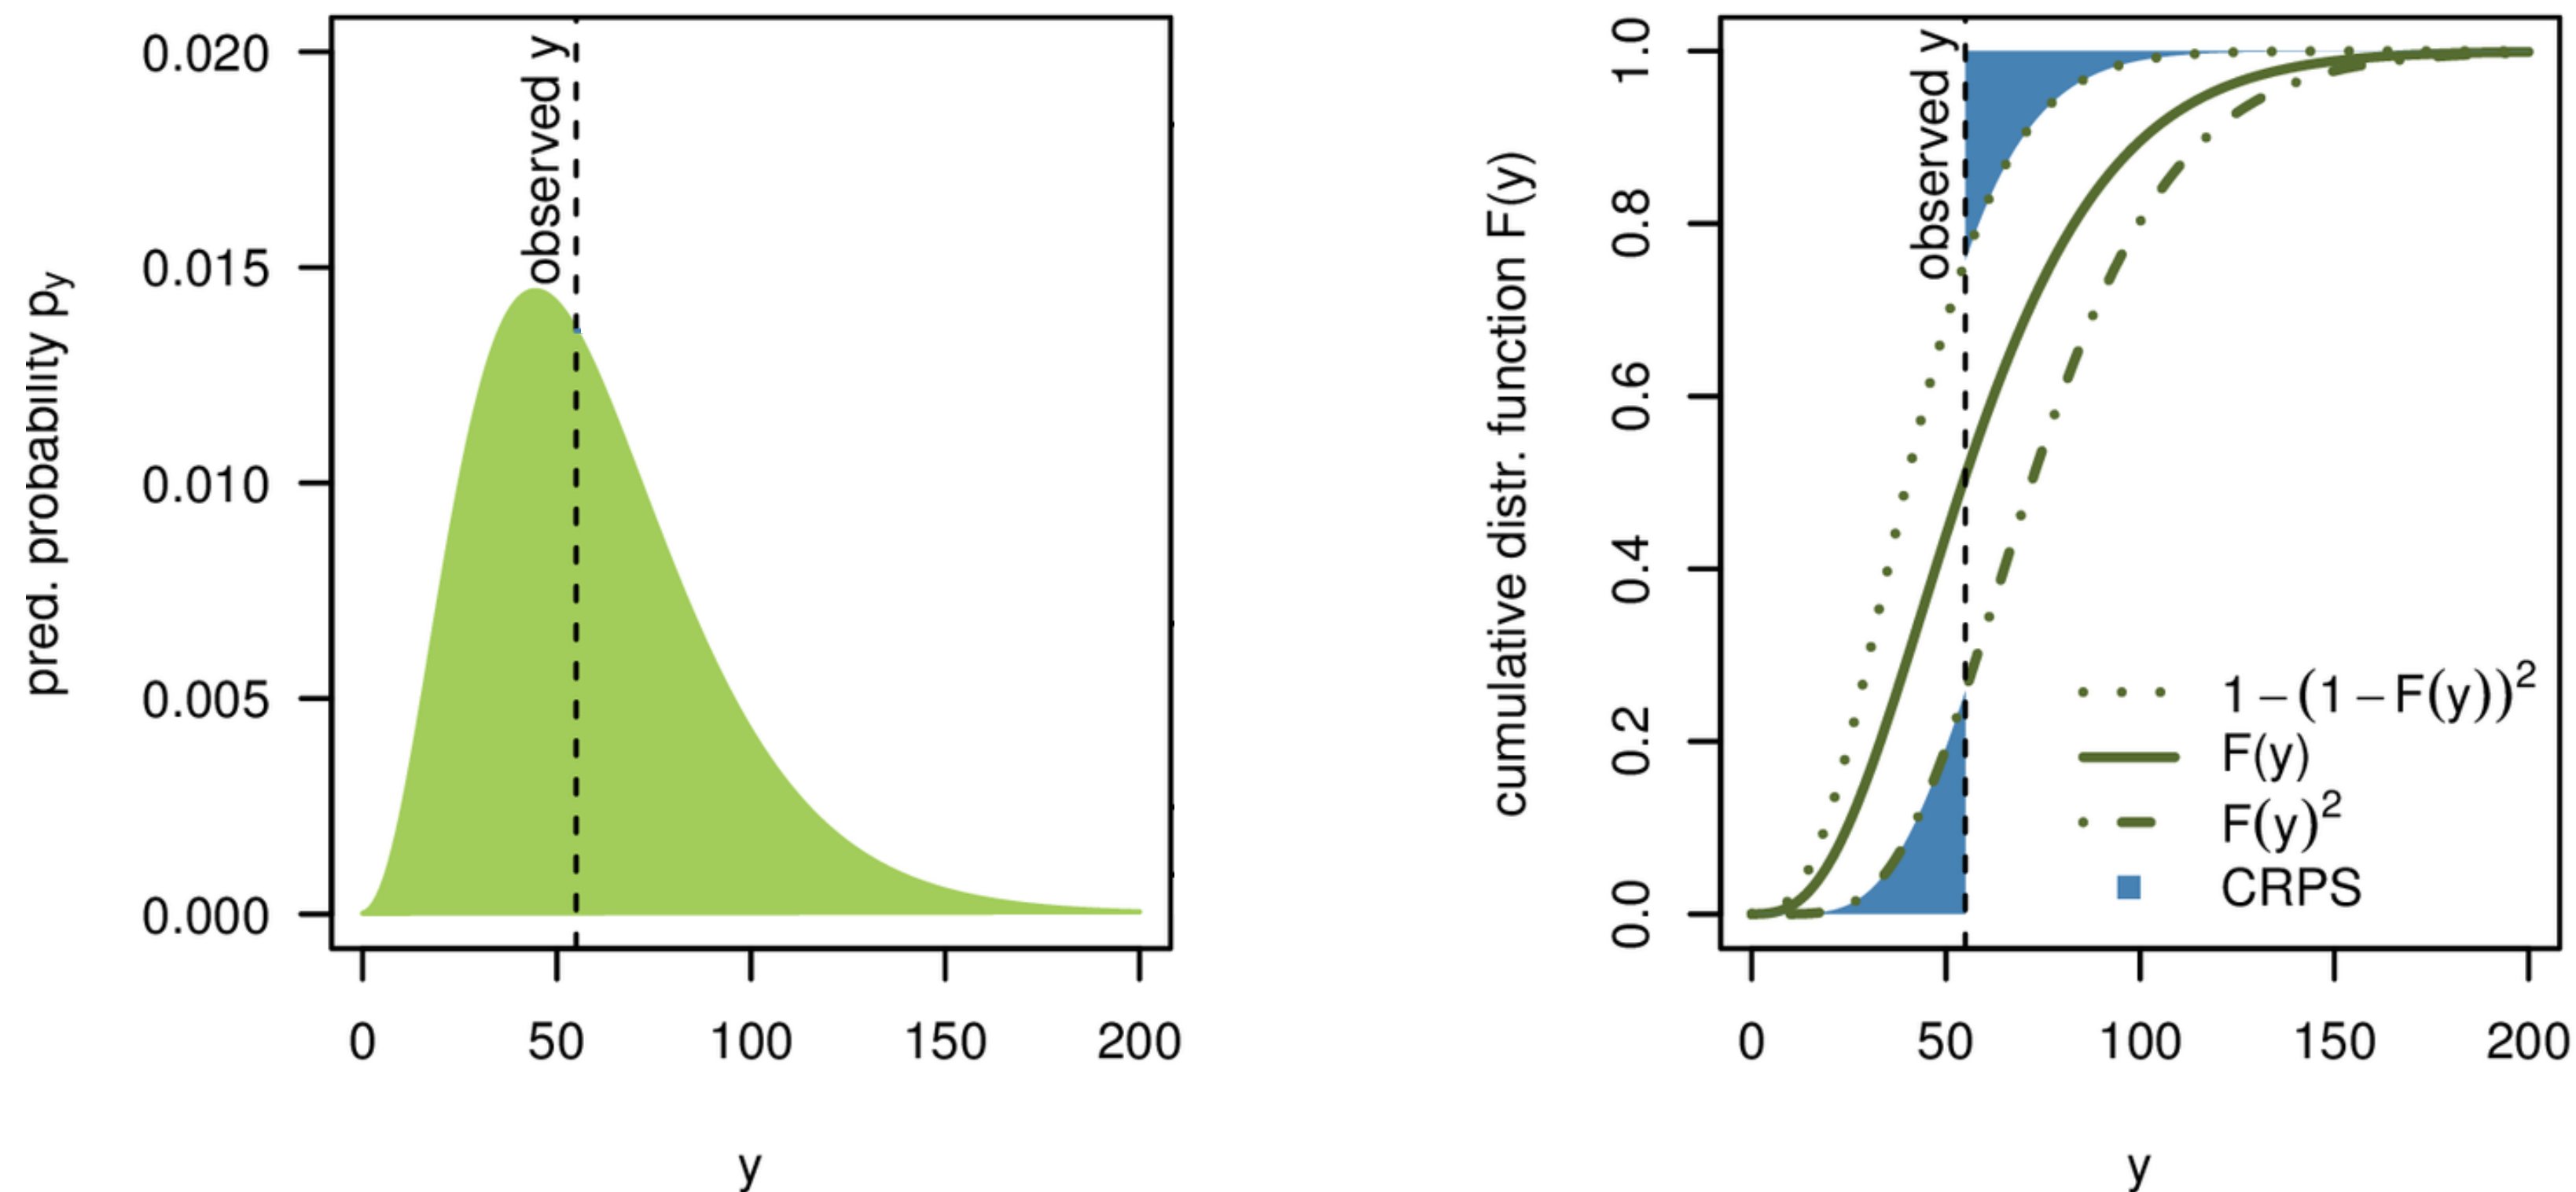 pred. probability py
0.020
0.015
0.010
0.005
0.000
observed y
0 50 100 150 200
y
cumulative distr. function F(y)
1.0
0.8
0.6
0.4
0.2
0.0
observed y
1 − (1 − F(y))²
F(y)
F(y)²
CRPS
0 50 100 150 200
y